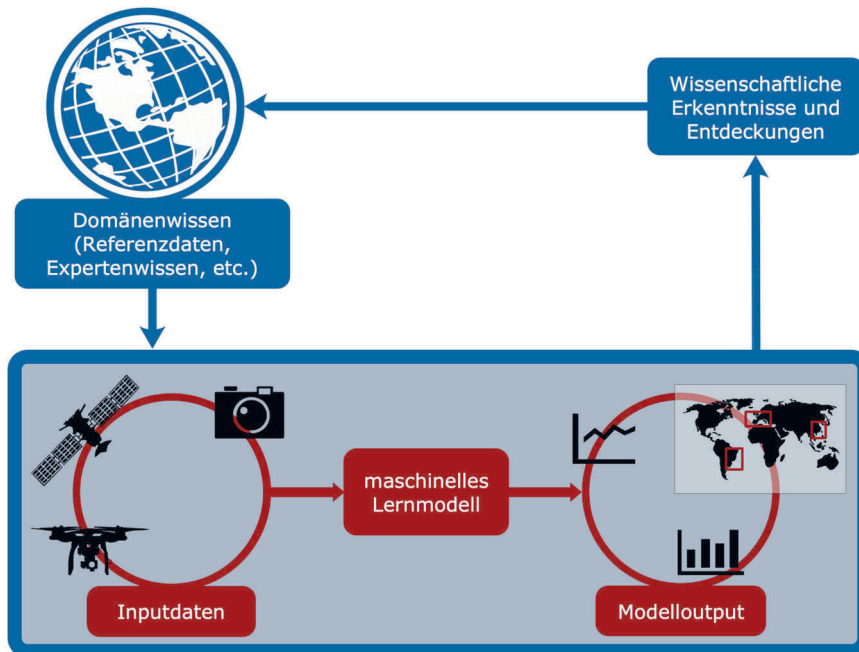 Wissenschaftliche
Erkenntnisse und
Entdeckungen
Domänenwissen
(Referenzdaten,
Expertenwissen, etc.)
maschinelles
Lernmodell
Inputdaten
Modelloutput